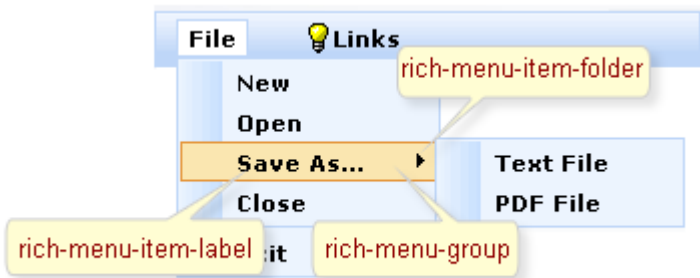 File Links
rich-menu-item-folder
New
Open
Save As... Text File
Close PDF File
rich-menu-item-label rich-menu-group